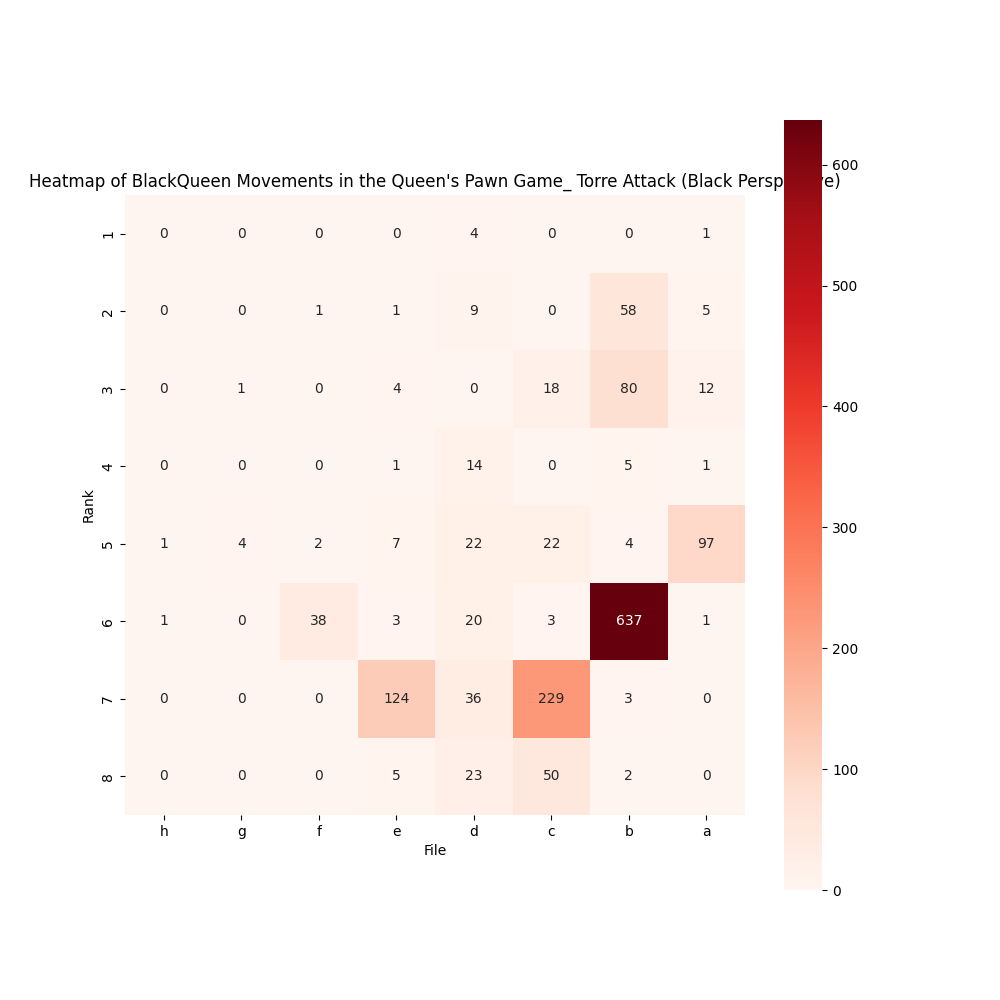 Heatmap of BlackQueen Movements in the Queen's Pawn Game_ Torre Attack (Black Persp ve)
600
500
400
300
200
100
0
Rank
1 0 0 0 0 4 0 0 1
2 0 0 1 1 9 0 58 5
3 0 1 0 4 0 18 80 12
4 0 0 0 1 14 0 5 1
5 1 4 2 7 22 22 4 97
6 1 0 38 3 20 3 637 1
7 0 0 0 124 36 229 3 0
8 0 0 0 5 23 50 2 0
h g f e d c b a
File